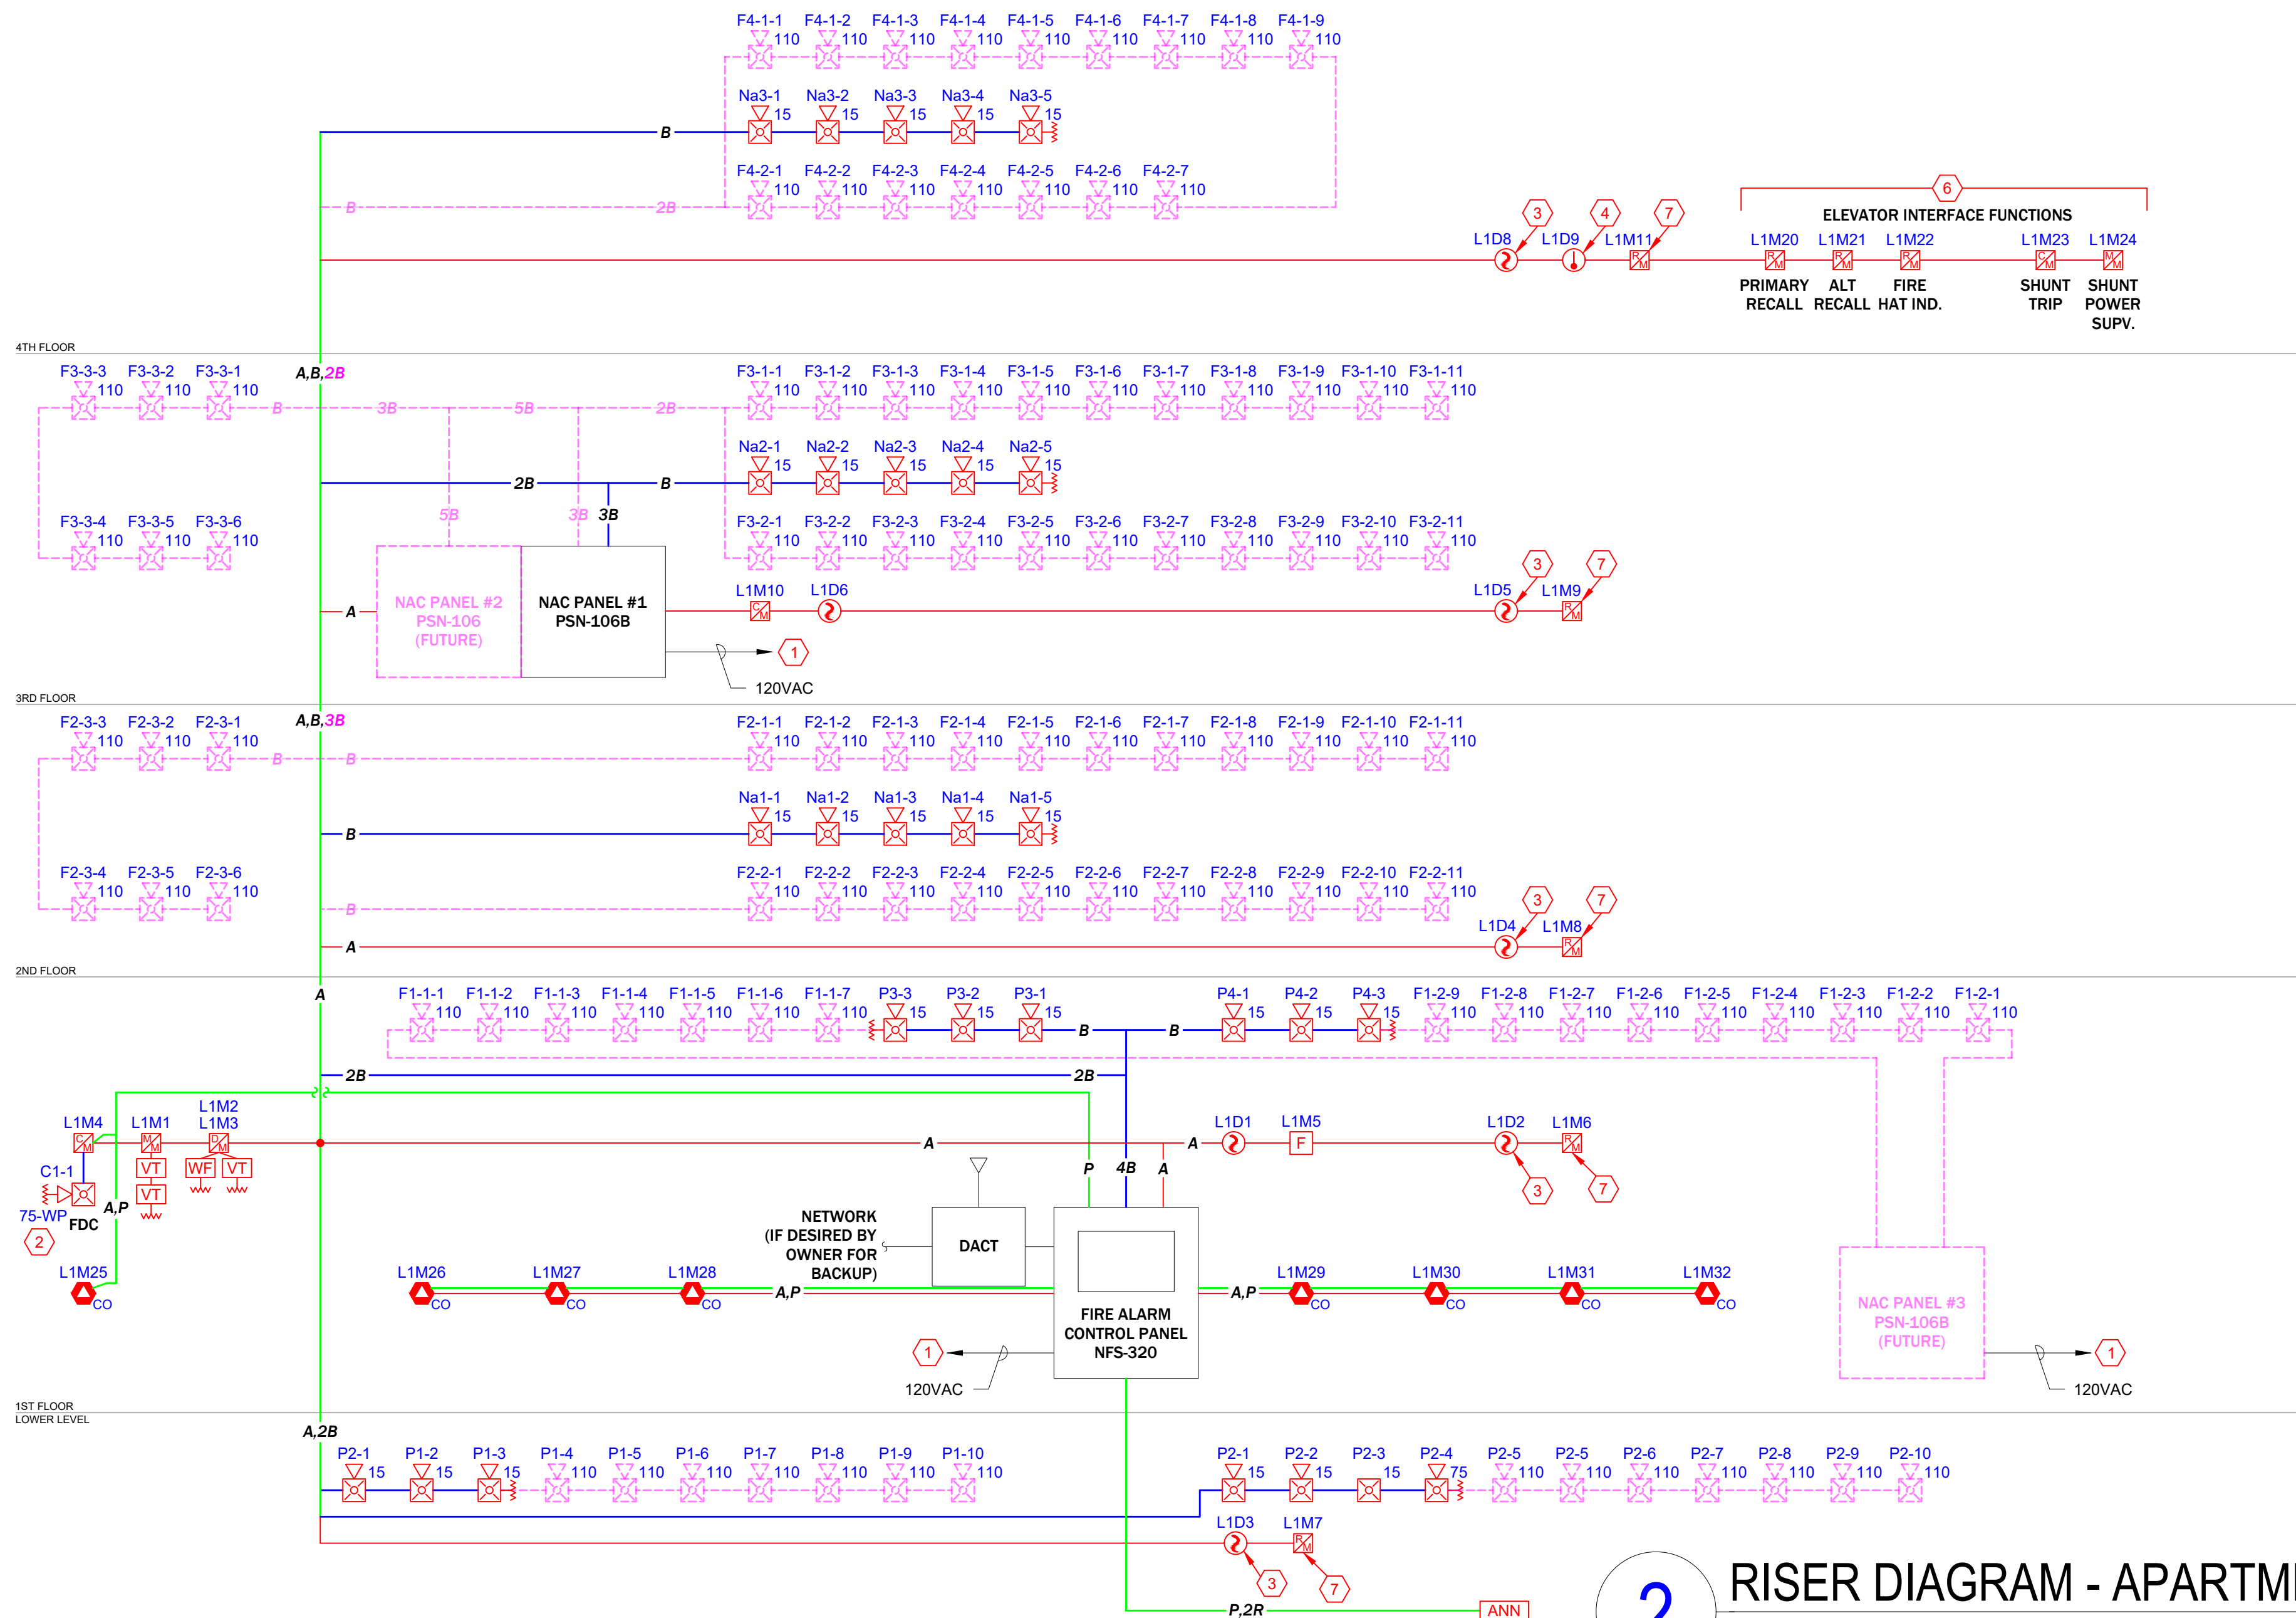 F4-1-1 F4-1-2 F4-1-3 F4-1-4 F4-1-5 F4-1-6 F4-1-7 F4-1-8 F4-1-9
110 110 110 110 110 110 110 110 110
Na3-1 Na3-2 Na3-3 Na3-4 Na3-5
15 15 15 15 15
B
F4-2-1 F4-2-2 F4-2-3 F4-2-4 F4-2-5 F4-2-6 F4-2-7
110 110 110 110 110 110 110
B 2B
6
ELEVATOR INTERFACE FUNCTIONS
3 4 7
L1D8 L1D9 L1M11 L1M20 L1M21 L1M22 L1M23 L1M24
R M R M R M R M C M M M
PRIMARY RECALL
ALT RECALL
FIRE HAT IND.
SHUNT TRIP
SHUNT POWER SUPV.
4TH FLOOR
A,B,2B
F3-3-3 F3-3-2 F3-3-1
110 110 110
B 3B 5B 2B
F3-1-1 F3-1-2 F3-1-3 F3-1-4 F3-1-5 F3-1-6 F3-1-7 F3-1-8 F3-1-9 F3-1-10 F3-1-11
110 110 110 110 110 110 110 110 110 110 110
Na2-1 Na2-2 Na2-3 Na2-4 Na2-5
15 15 15 15 15
2B B
5B 3B 3B
F3-3-4 F3-3-5 F3-3-6
110 110 110
F3-2-1 F3-2-2 F3-2-3 F3-2-4 F3-2-5 F3-2-6 F3-2-7 F3-2-8 F3-2-9 F3-2-10 F3-2-11
110 110 110 110 110 110 110 110 110 110 110
3 7
L1M10 L1D6 L1D5 L1M9
C M R M
A
NAC PANEL #2
PSN-106
(FUTURE)
NAC PANEL #1
PSN-106B
1
120VAC
3RD FLOOR
A,B,3B
F2-3-3 F2-3-2 F2-3-1
110 110 110
B B
F2-1-1 F2-1-2 F2-1-3 F2-1-4 F2-1-5 F2-1-6 F2-1-7 F2-1-8 F2-1-9 F2-1-10 F2-1-11
110 110 110 110 110 110 110 110 110 110 110
Na1-1 Na1-2 Na1-3 Na1-4 Na1-5
15 15 15 15 15
B
F2-3-4 F2-3-5 F2-3-6
110 110 110
F2-2-1 F2-2-2 F2-2-3 F2-2-4 F2-2-5 F2-2-6 F2-2-7 F2-2-8 F2-2-9 F2-2-10 F2-2-11
110 110 110 110 110 110 110 110 110 110 110
B
3 7
L1D4 L1M8
R M
A
2ND FLOOR
A
F1-1-1 F1-1-2 F1-1-3 F1-1-4 F1-1-5 F1-1-6 F1-1-7 P3-3 P3-2 P3-1 P4-1 P4-2 P4-3 F1-2-9 F1-2-8 F1-2-7 F1-2-6 F1-2-5 F1-2-4 F1-2-3 F1-2-2 F1-2-1
110 110 110 110 110 110 110 15 15 15 15 15 15 110 110 110 110 110 110 110 110 110
B B
2B 2B
L1M4 L1M1 L1M2
L1M3
C M M M D M
VT WF VT
VT
C1-1
75-WP
FDC
2
A,P
L1M25
CO
A P 4B A A
L1D1 L1M5 L1D2 L1M6
F R M
3 7
NETWORK
(IF DESIRED BY
OWNER FOR
BACKUP)
DACT
FIRE ALARM
CONTROL PANEL
NFS-320
L1M26 L1M27 L1M28
CO CO CO
A,P
A,P
L1M29 L1M30 L1M31 L1M32
CO CO CO CO
1
120VAC
NAC PANEL #3
PSN-106B
(FUTURE)
1
120VAC
1ST FLOOR
LOWER LEVEL
A,2B
P2-1 P1-2 P1-3 P1-4 P1-5 P1-6 P1-7 P1-8 P1-9 P1-10
15 15 15 110 110 110 110 110 110 110
P2-1 P2-2 P2-3 P2-4 P2-5 P2-5 P2-6 P2-7 P2-8 P2-9 P2-10
15 15 15 75 110 110 110 110 110 110 110
L1D3 L1M7
R M
3 7
P,2R
ANN
2
RISER DIAGRAM - APARTM